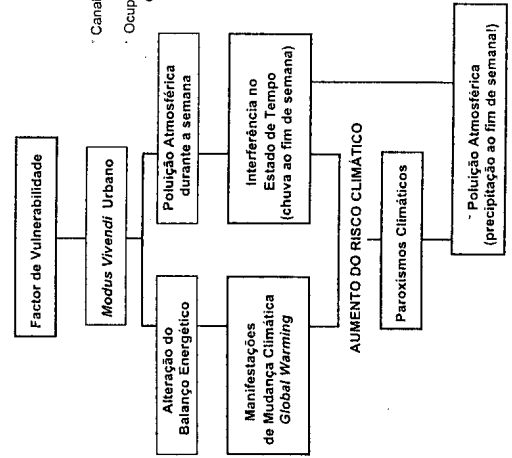 Factor de Vulnerabilidade
Modus Vivendi Urbano
Alteração do
Balanço Energético
Poluição Atmosférica
durante a semana
Manifestações
de Mudança Climática
Global Warming
Interferência no
Estado de Tempo
(chuva ao fim de semana)
AUMENTO DO RISCO CLIMÁTICO
Paroxismos Climáticos
Poluição Atmosférica
(precipitação ao fim de semana!)